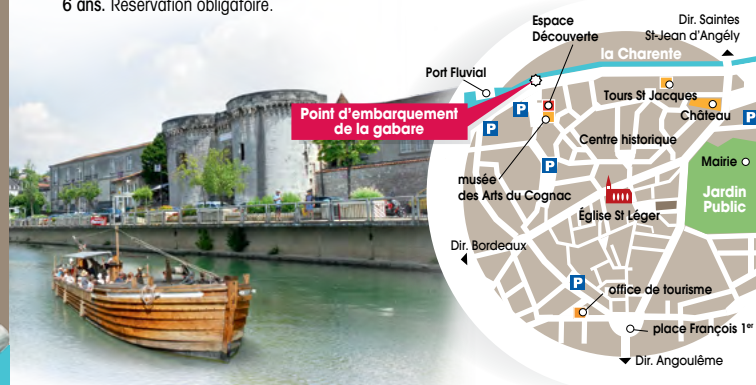 6 ans. Réservation obligatoire.
Espace
Découverte
Dir. Saintes
St-Jean d'Angély
la Charente
Port Fluvial
Tours St Jacques
Point d'embarquement
de la gabare
P
P
P
P
P
Château
Centre historique
Mairie
musée
des Arts du Cognac
Jardin
Public
Église St Léger
Dir. Bordeaux
office de tourisme
place François 1er
Dir. Angoulême